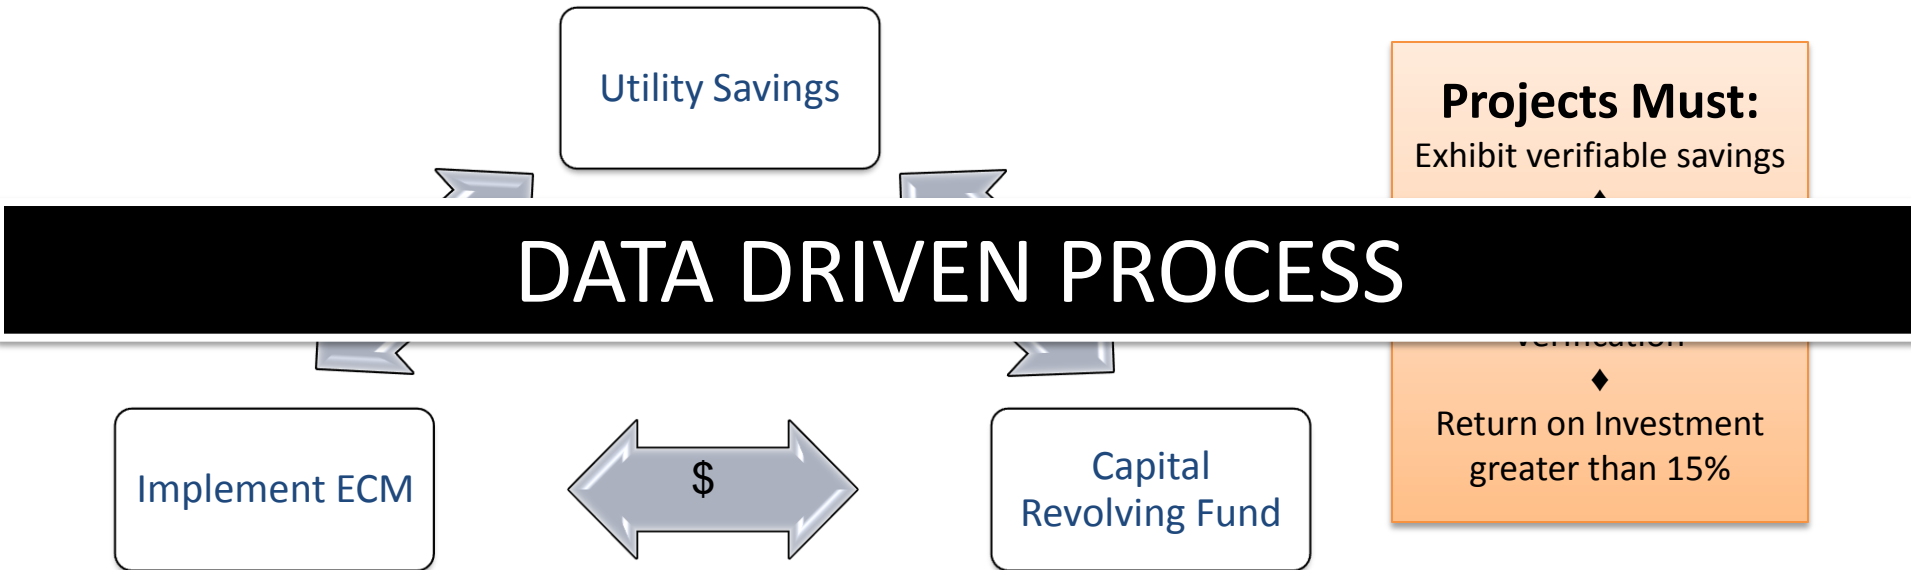 Utility Savings
Projects Must:
Exhibit verifiable savings
♦
DATA DRIVEN PROCESS
♦
Return on Investment
greater than 15%
Implement ECM
$
Capital
Revolving Fund